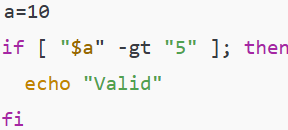 a=10
if [ "$a" -gt "5" ]; then
  echo "Valid"
fi